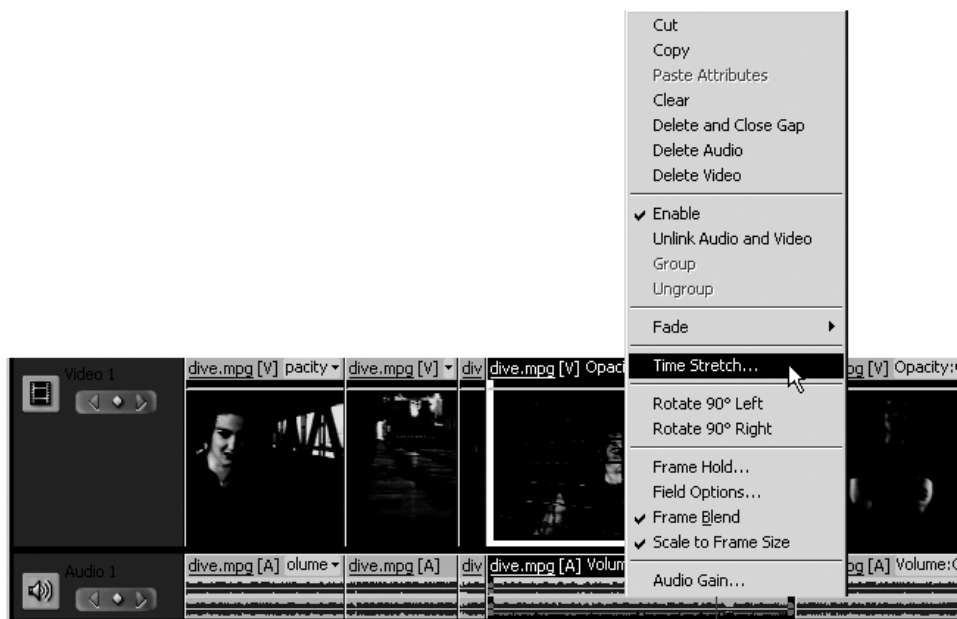 Cut
Copy
Paste Attributes
Clear
Delete and Close Gap
Delete Audio
Delete Video
Enable
Unlink Audio and Video
Group
Ungroup
Fade
Time Stretch...
Rotate 90° Left
Rotate 90° Right
Frame Hold...
Field Options...
Frame Blend
Scale to Frame Size
Audio Gain...
Video 1
dive.mpg [V] pacity
dive.mpg [V]
div
dive.mpg [V] Opaci
pg [V] Opacity:
Audio 1
dive.mpg [A] olume
dive.mpg [A]
div
dive.mpg [A] Volum
pg [A] Volume: